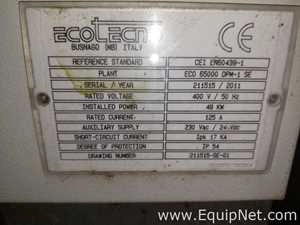 ecotecn CE
BUSNAGO (MB) ITALY
REFERENCE STANDARD CEI EN60439-1
PLANT ECO 65000 DPM-1 SE
SERIAL / YEAR 211515 / 2011
RATED VOLTAGE 400 V / 50 Hz
INSTALLED POWER 49 KW
RATED CURRENT: 125 A
AUXILIARY SUPPLY 230 Vac / 24-Vdc
SHORT-CIRCUIT CURRENT Ipk 17 KA
DEGREE OF PROTECTION IP 54
DRAWING NUMBER 211515-SE-01
www.EquipNet.com